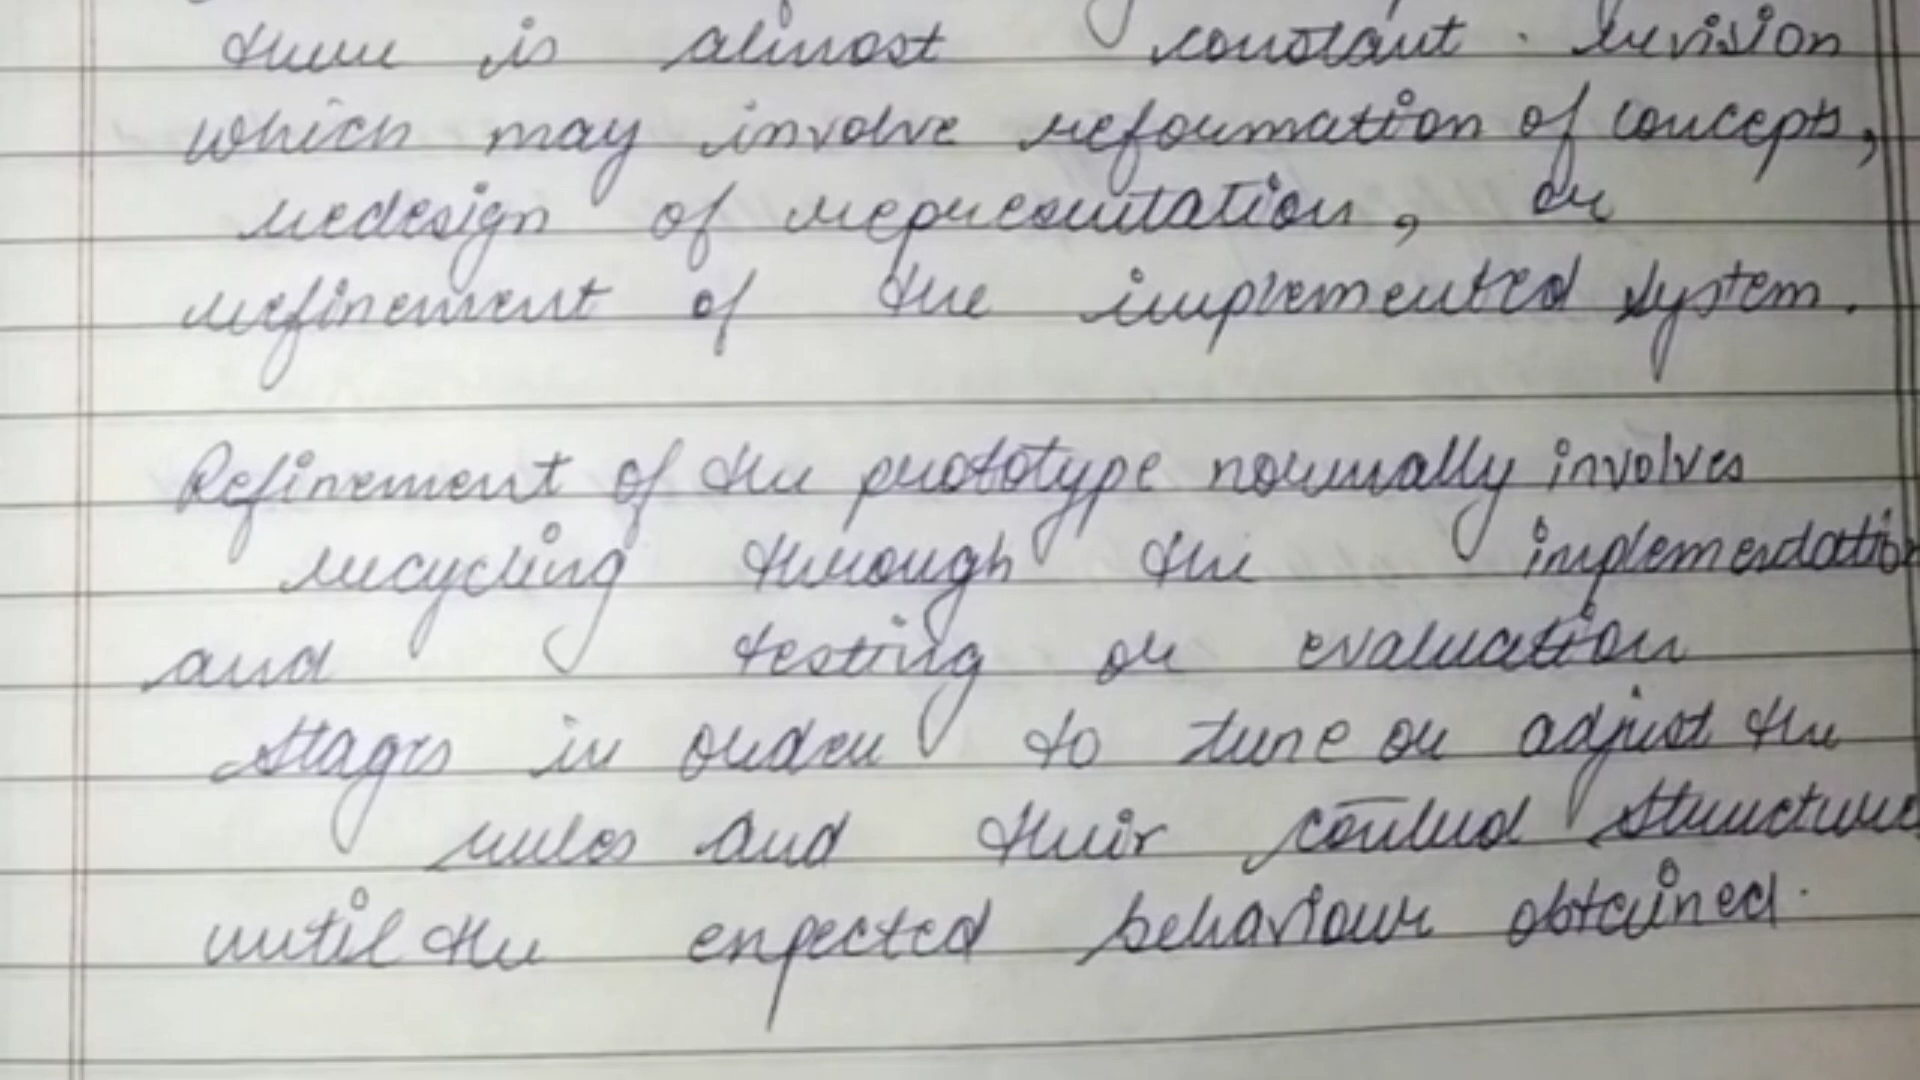 there is almost constant. revision
which may involve reformation of concepts,
redesign of representation, or
refinement of the implemented system.
Refinement of the prototype normally involves
recycling through the implementation
and testing or evaluation
stages in order to tune or adjust the
rules and their control structure
until the expected behaviour obtained.